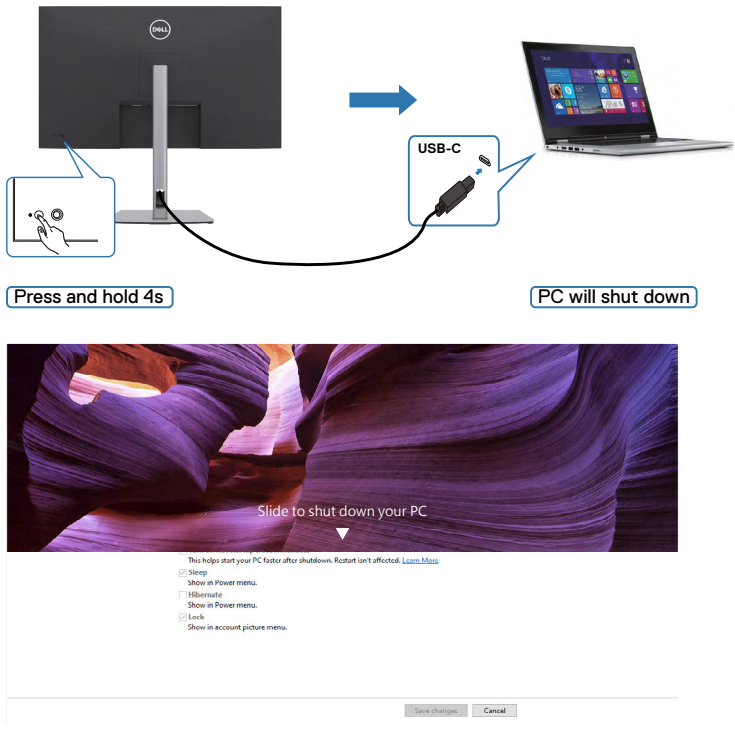 DELL
USB-C
Start
Press and hold 4s
PC will shut down
Slide to shut down your PC
This helps start your PC faster after shutdown. Restart isn't affected. Learn More
Sleep
Show in Power menu.
Hibernate
Show in Power menu.
Lock
Show in account picture menu.
Save changes
Cancel